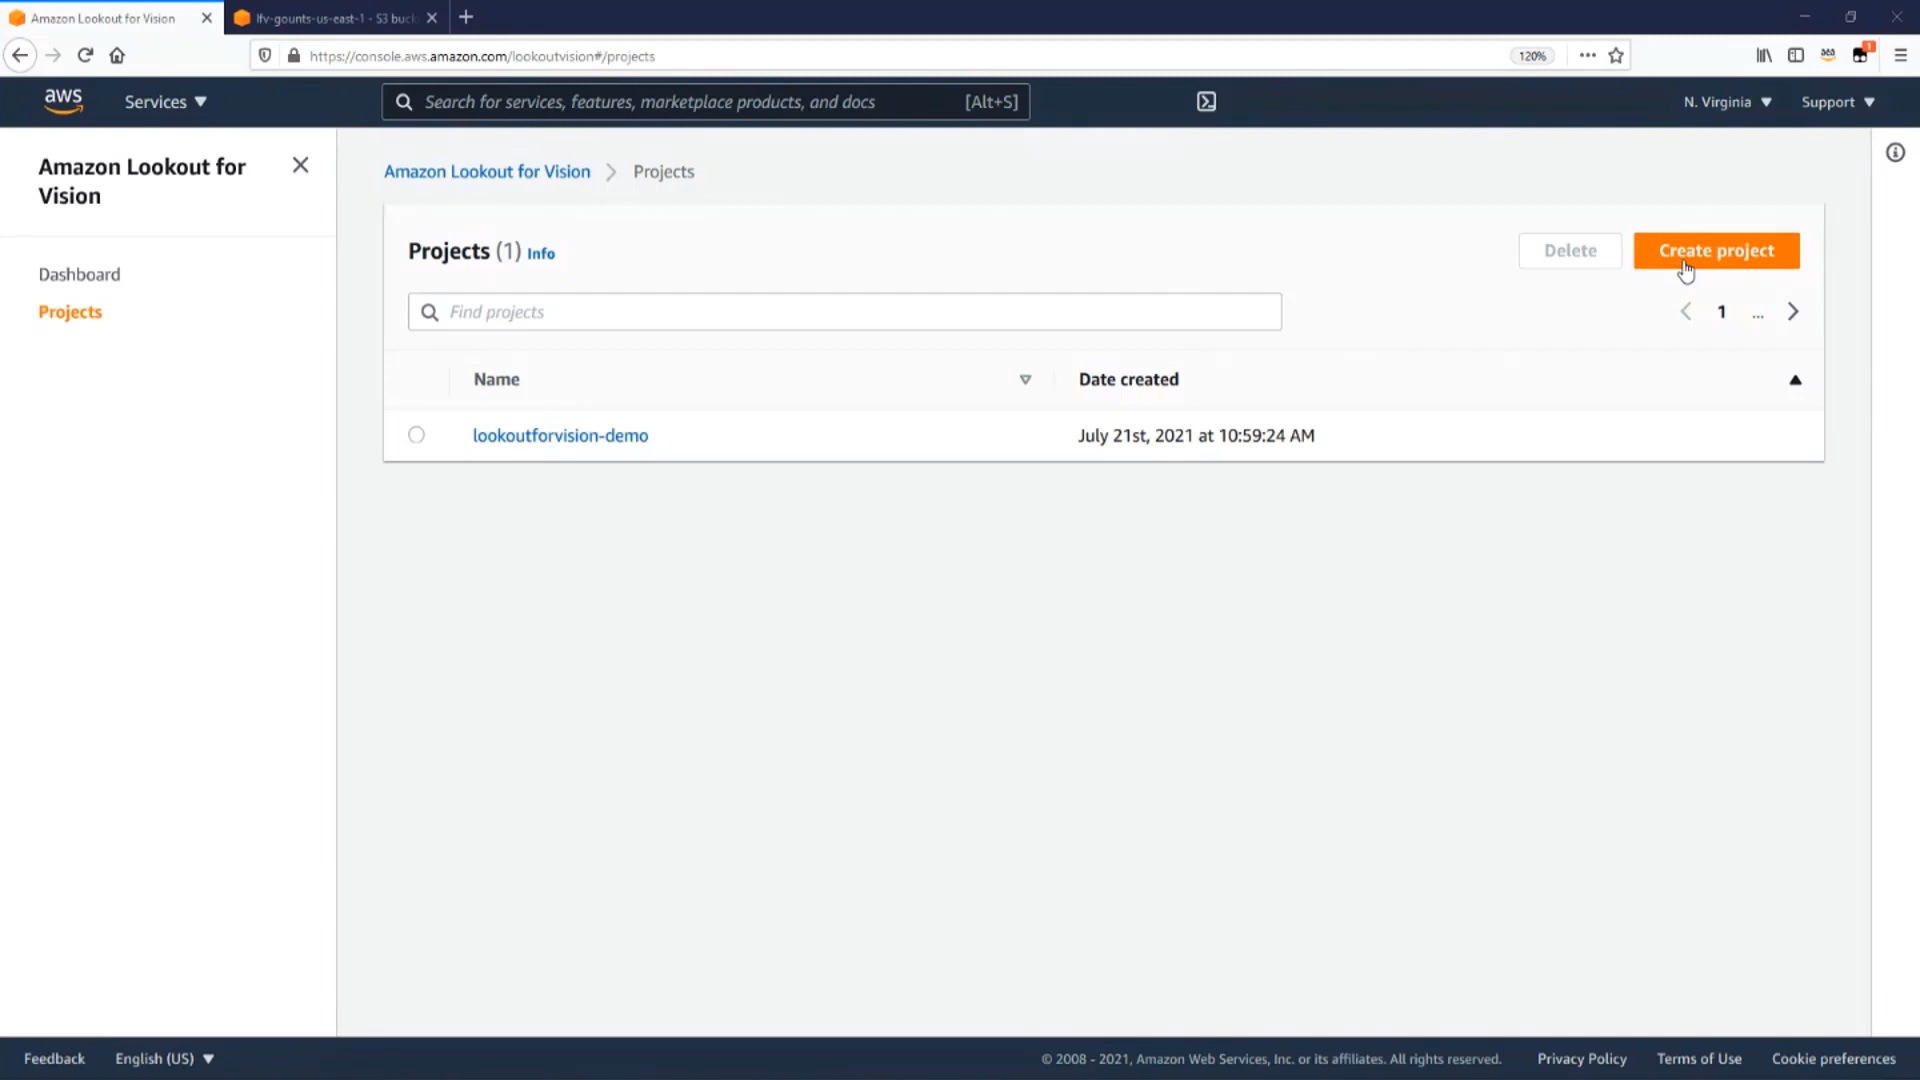 Amazon Lookout for Vision
lfv-gounts-us-east-1 - S3 buck
https://console.aws.amazon.com/lookoutvision#/projects
120%
1
aws
Services
Search for services, features, marketplace products, and docs
[Alt+S]
N. Virginia
Support
Amazon Lookout for
Vision
Dashboard
Projects
Amazon Lookout for Vision
Projects
Projects (1) Info
Delete
Create project
Find projects
1
...
Name
Date created
lookoutforvision-demo
July 21st, 2021 at 10:59:24 AM
Feedback
English (US)
© 2008 - 2021, Amazon Web Services, Inc. or its affiliates. All rights reserved.
Privacy Policy
Terms of Use
Cookie preferences